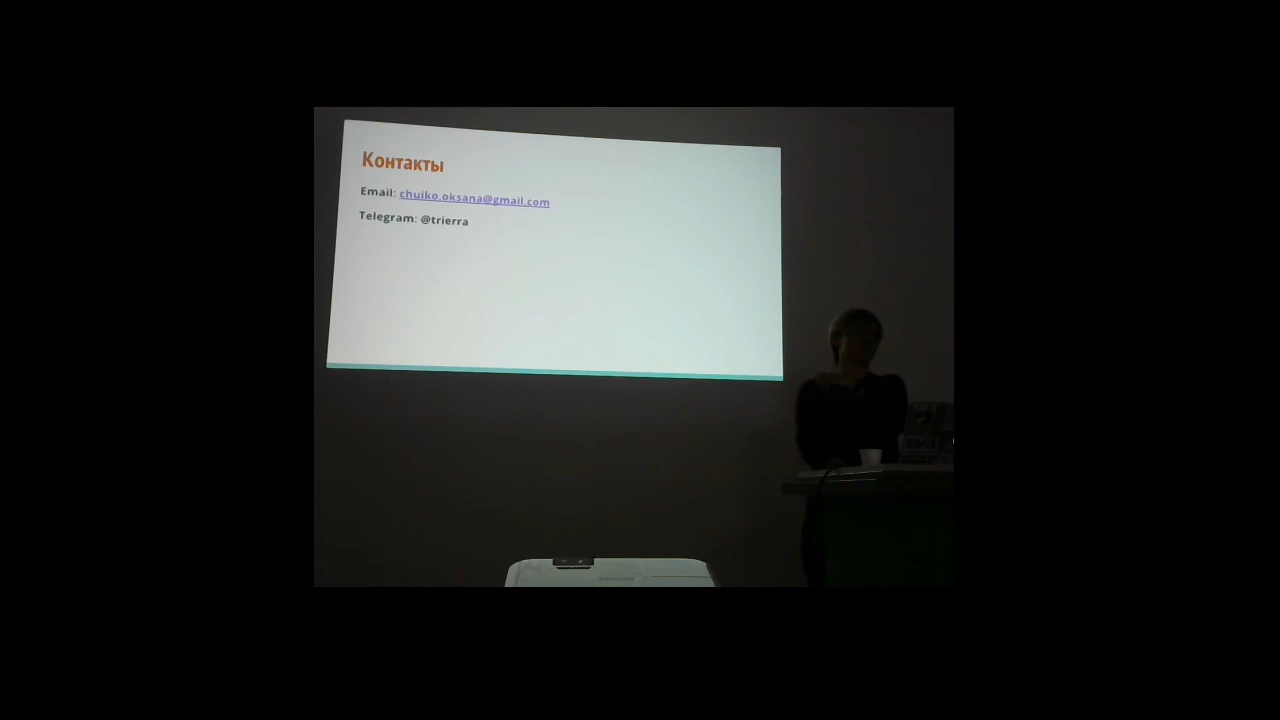 Контакты
Email: chuiko.oksana@gmail.com
Telegram: @trierra